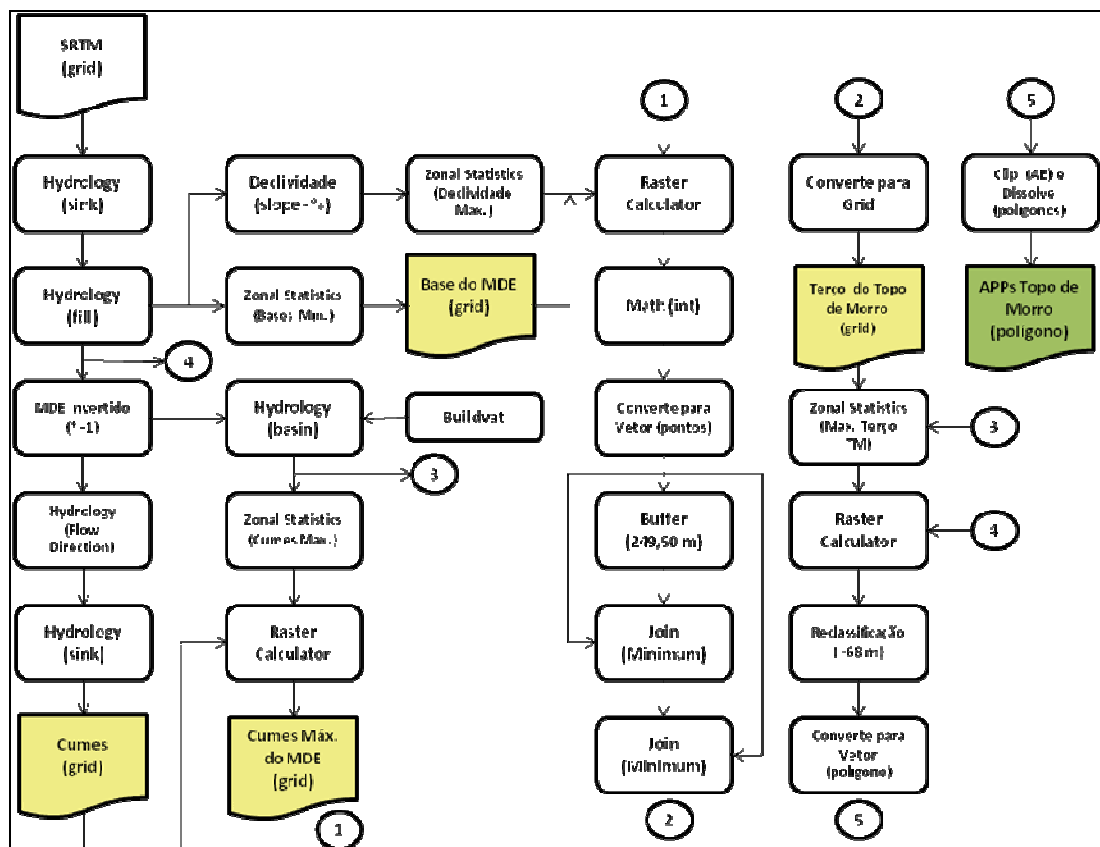 SRTM
(grid)
Hydrology
(sink)
Hydrology
(fill)
4
MDE Invertido
(* -1)
Hydrology
(Flow
Direction)
Hydrology
(sink)
Cumes
(grid)
Declividade
(slope -
Zonal Statistics
(Bases Min.)
Hydrology
(basin)
3
Zonal Statistics
(Cumes Max.)
Raster
Calculator
Cumes Máx.
do MDE
(grid)
1
Zonal Statistics
(Declividade
Max.)
Base do MDE
(grid)
Buildvat
1
Raster
Calculator
Math (int)
Converte para
Vetor (pontos)
Buffer
(249,50 m)
Join
(Minimum)
Join
(Minimum)
2
2
Converte para
Grid
Terço do Topo
de Morro
(grid)
Zonal Statistics
(Max. Terço
TM)
3
Raster
Calculator
4
Reclassificação
68 m)
Converte para
Vetor
(polígono)
5
5
Clip (AE) e
Dissolve
(polígonos)
APPs Topo de
Morro
(polígono)